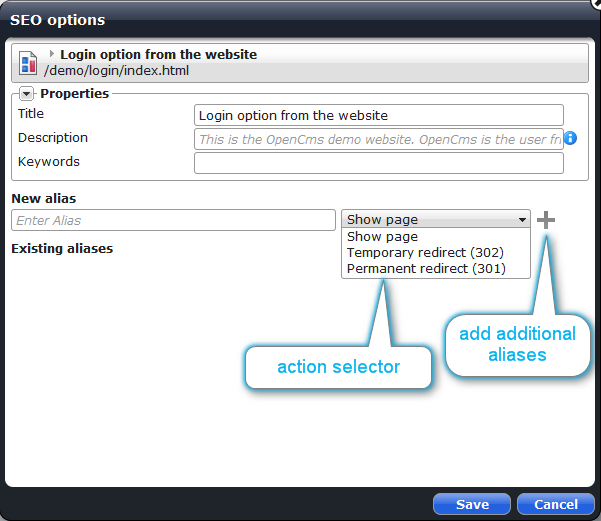 SEO options
Login option from the website
/demo/login/index.html
Properties
Title Login option from the website
Description This is the OpenCms demo website. OpenCms is the user
Keywords
New alias
Enter Alias Show page
Show page
Existing aliases
Temporary redirect (302)
Permanent redirect (301)
add additional
aliases
action selector
Save Cancel